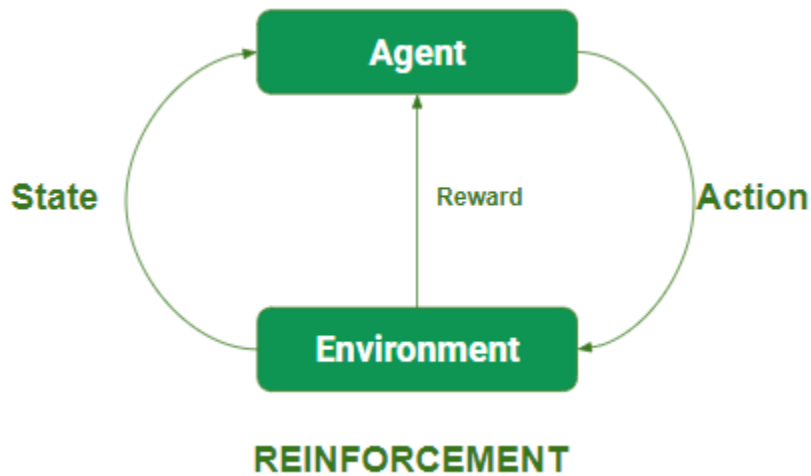 Agent
State
Reward
Action
Environment
REINFORCEMENT